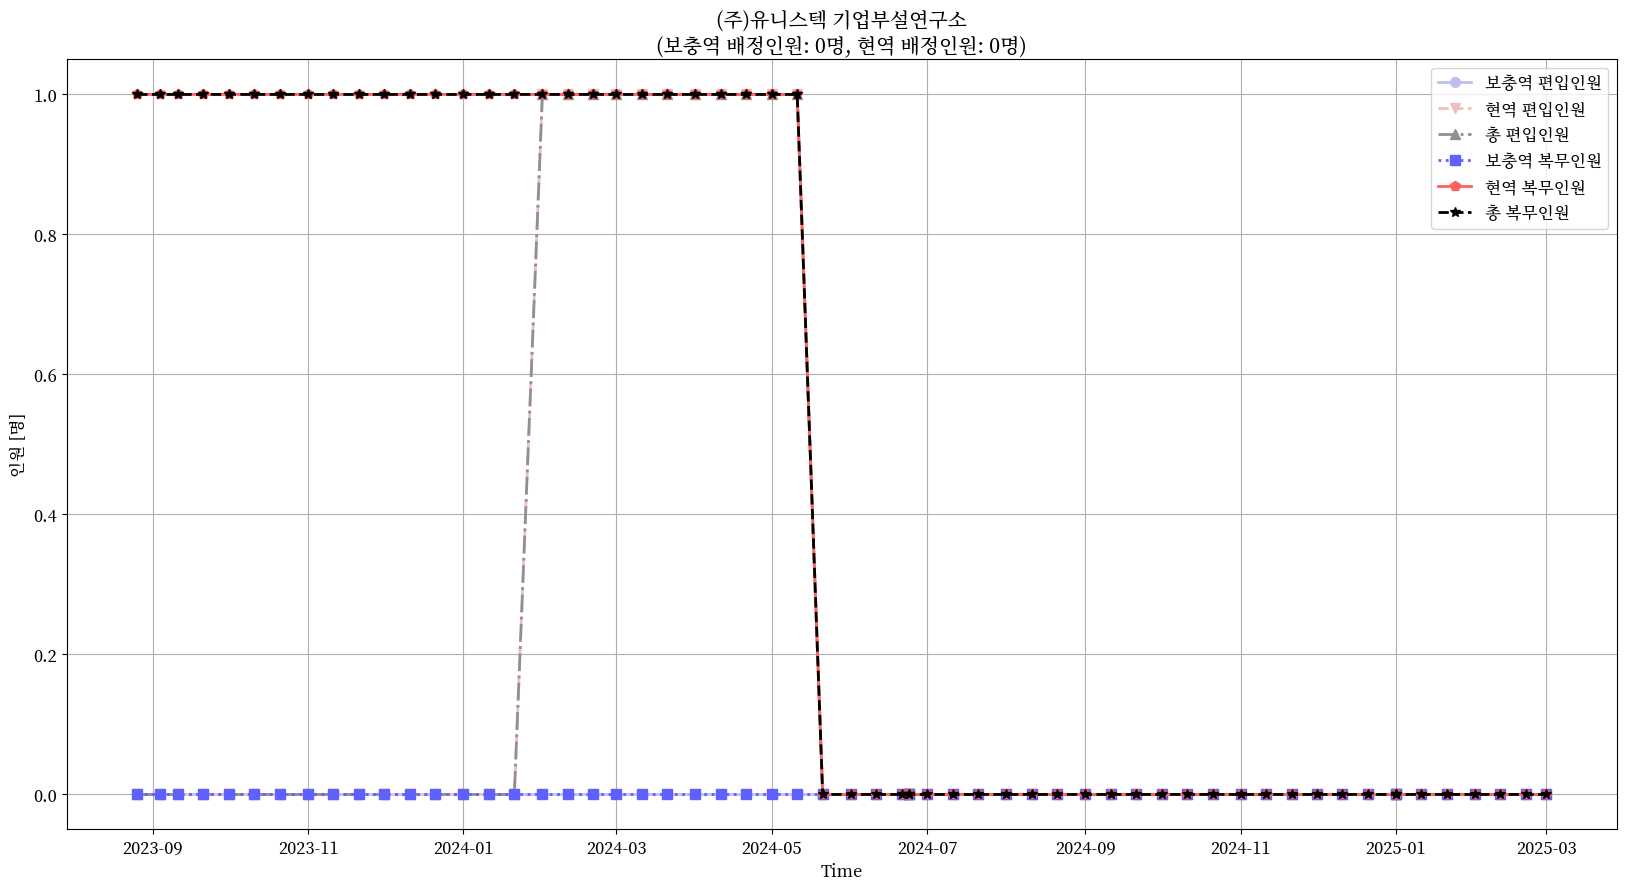 (주)유니스텍 기업부설연구소
(보충역 배정인원: 0명, 현역 배정인원: 0명)
보충역 편입인원
현역 편입인원
총 편입인원
보충역 복무인원
현역 복무인원
총 복무인원
1.0
0.8
0.6
0.4
0.2
0.0
인원 [명]
2023-09
2023-11
2024-01
2024-03
2024-05
2024-07
2024-09
2024-11
2025-01
2025-03
Time